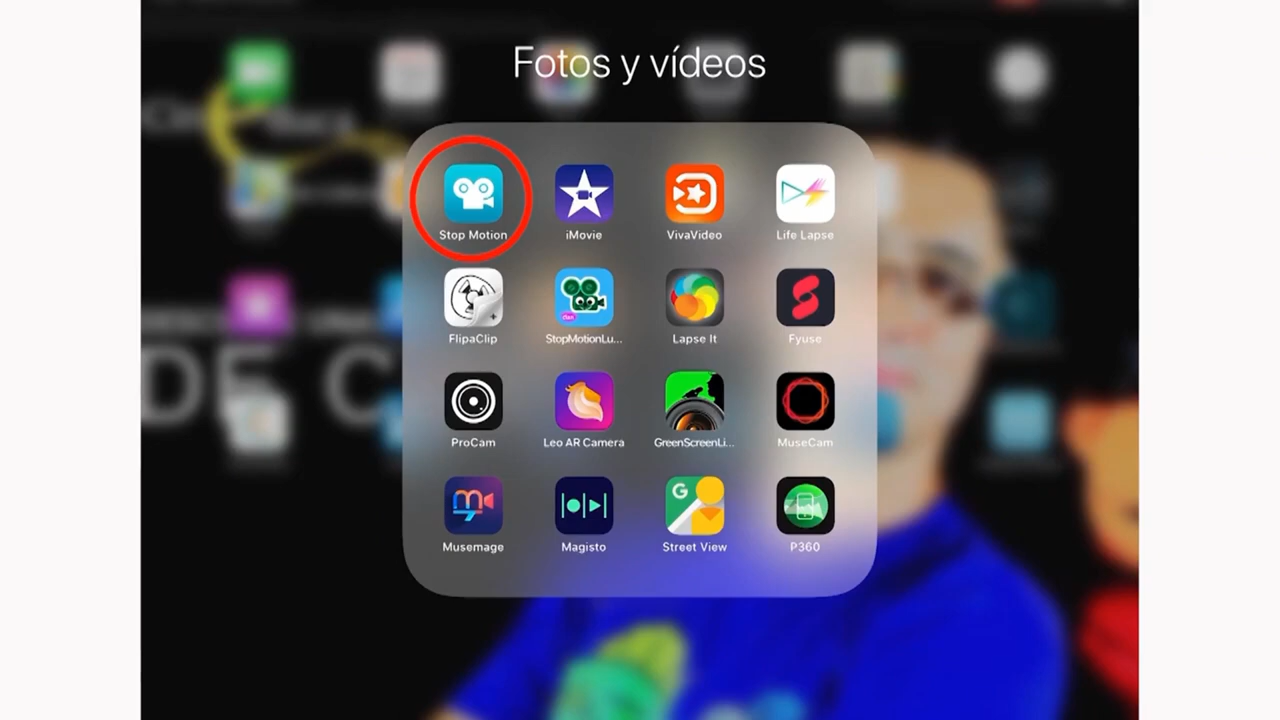 Fotos y vídeos
Stop Motion
iMovie
VivaVideo
Life Lapse
FlipaClip
StopMotionLu...
Lapse It
Fyuse
ProCam
Leo AR Camera
GreenScreenLi...
MuseCam
Musemage
Magisto
Street View
P360
DE C